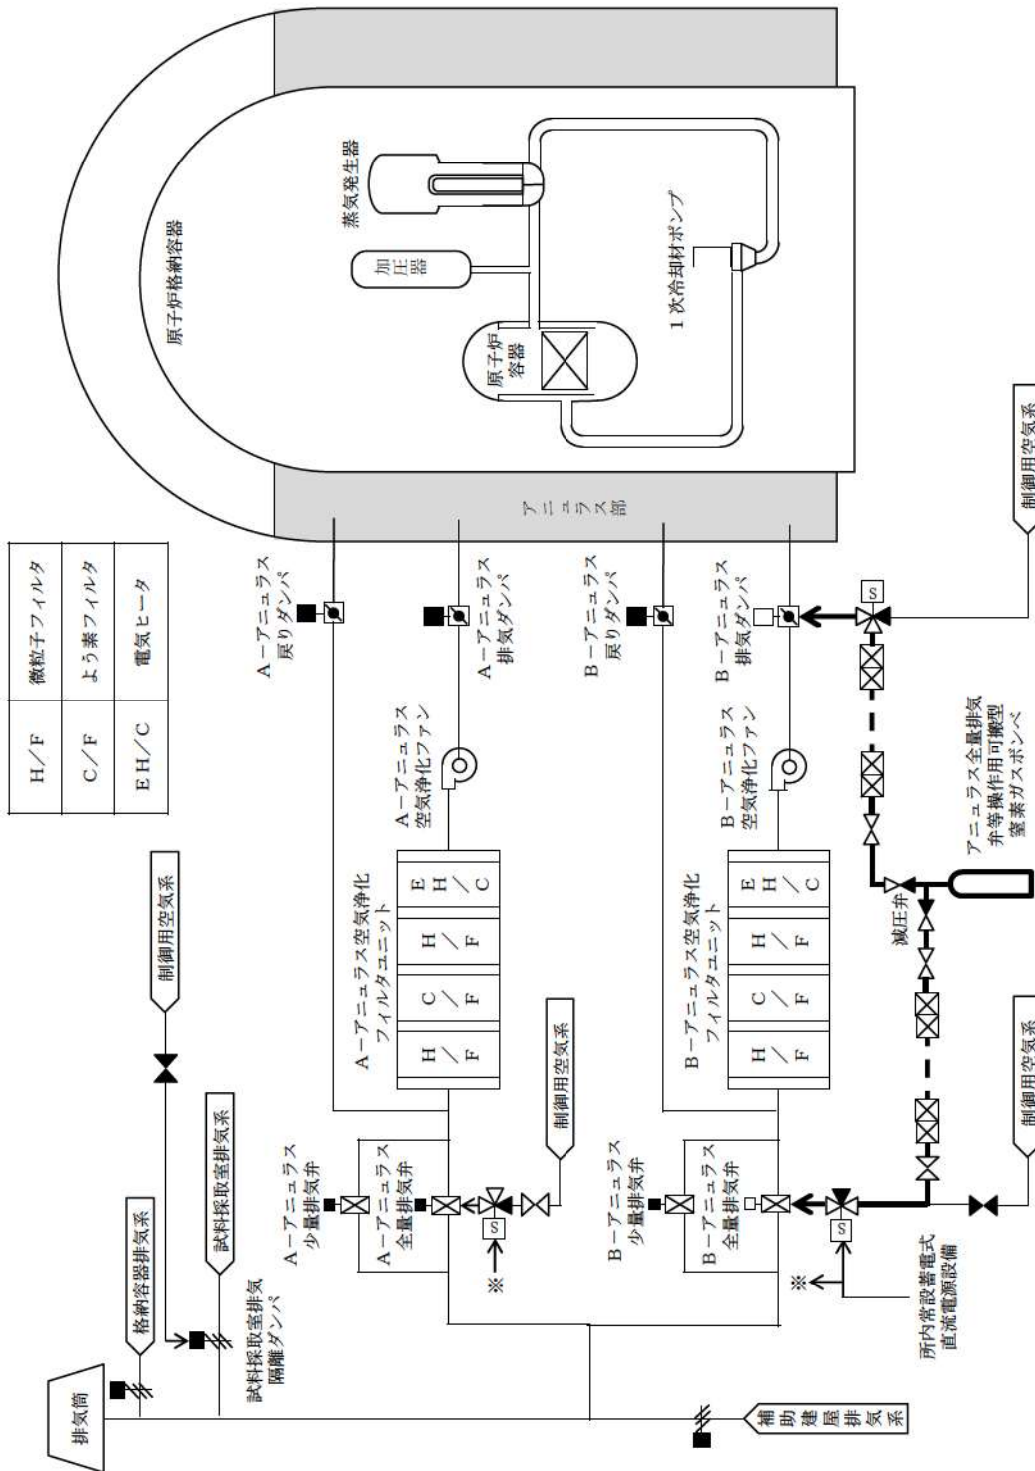 H/F 微粒子フィルタ
C/F よう素フィルタ
EH/C 電気ヒータ
原子炉格納容器
蒸気発生器
加圧
器
原子炉
容器
1次冷却材ポンプ
アニュラス部
排気筒
格納容器排気系
試料採取室排気系
制御用空気系
試料採取室排気
隔離ダンパ
補助建屋排気系
A-アニュラス
戻りダンパ
A-アニュラス
排気ダンパ
A-アニュラス
空気浄化ファン
A-アニュラス空気浄化
フィルタユニット
H/F
C/F
H/F
EH/C
A-アニュラス
少量排気弁
A-アニュラス
全量排気弁
S
※
制御用空気系
B-アニュラス
戻りダンパ
B-アニュラス
排気ダンパ
B-アニュラス
空気浄化ファン
B-アニュラス空気浄化
フィルタユニット
H/F
C/F
H/F
EH/C
B-アニュラス
少量排気弁
B-アニュラス
全量排気弁
S
※
所内常設蓄電式
直流電源設備
制御用空気系
減圧弁
アニュラス全量排気
弁等操作用可搬型
窒素ガスボンベ
S
制御用空気系